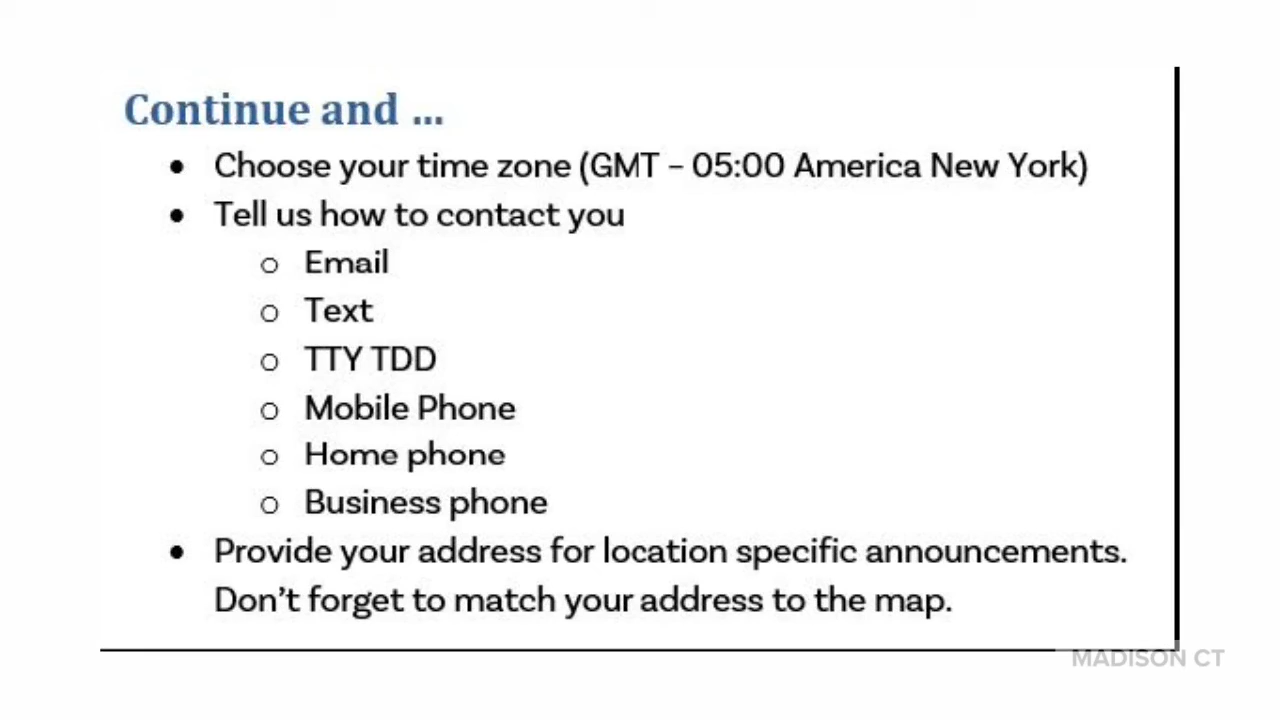 Continue and ...
• Choose your time zone (GMT – 05:00 America New York)
• Tell us how to contact you
o Email
o Text
o TTY TDD
o Mobile Phone
o Home phone
o Business phone
• Provide your address for location specific announcements.
Don't forget to match your address to the map.
MADISON CT